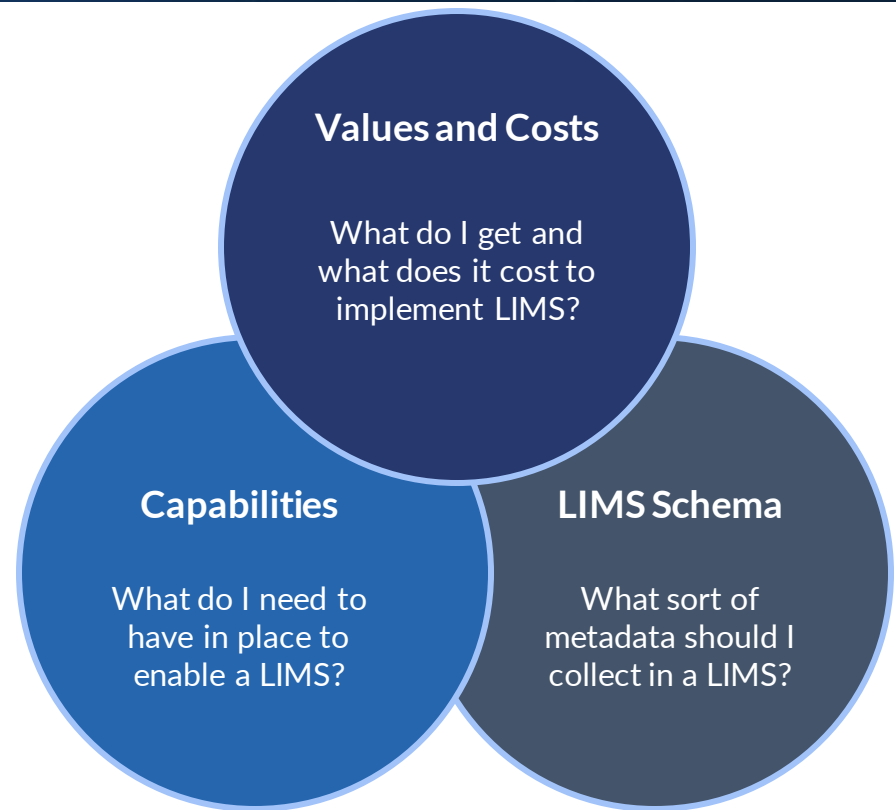 Values and Costs
What do I get and
what does it cost to
implement LIMS?
Capabilities
What do I need to
have in place to
enable a LIMS?
LIMS Schema
What sort of
metadata should I
collect in a LIMS?